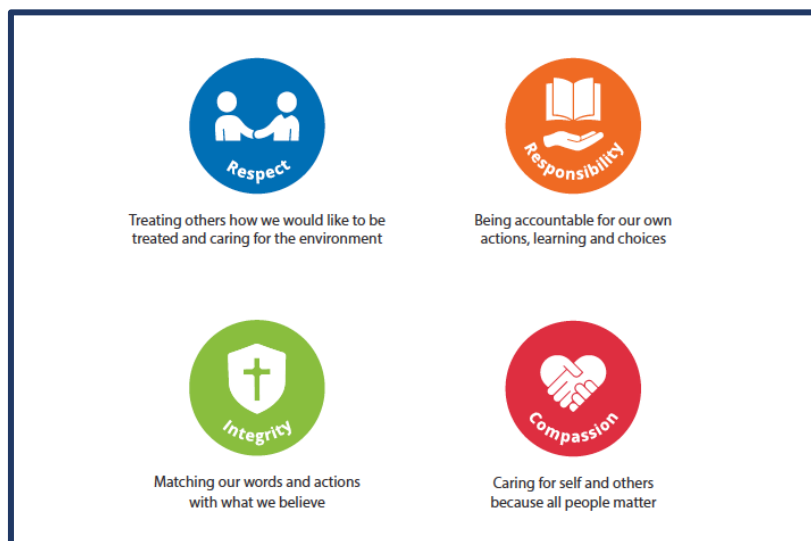 Respect
Treating others how we would like to be
treated and caring for the environment
Responsibility
Being accountable for our own
actions, learning and choices
Integrity
Matching our words and actions
with what we believe
Compassion
Caring for self and others
because all people matter